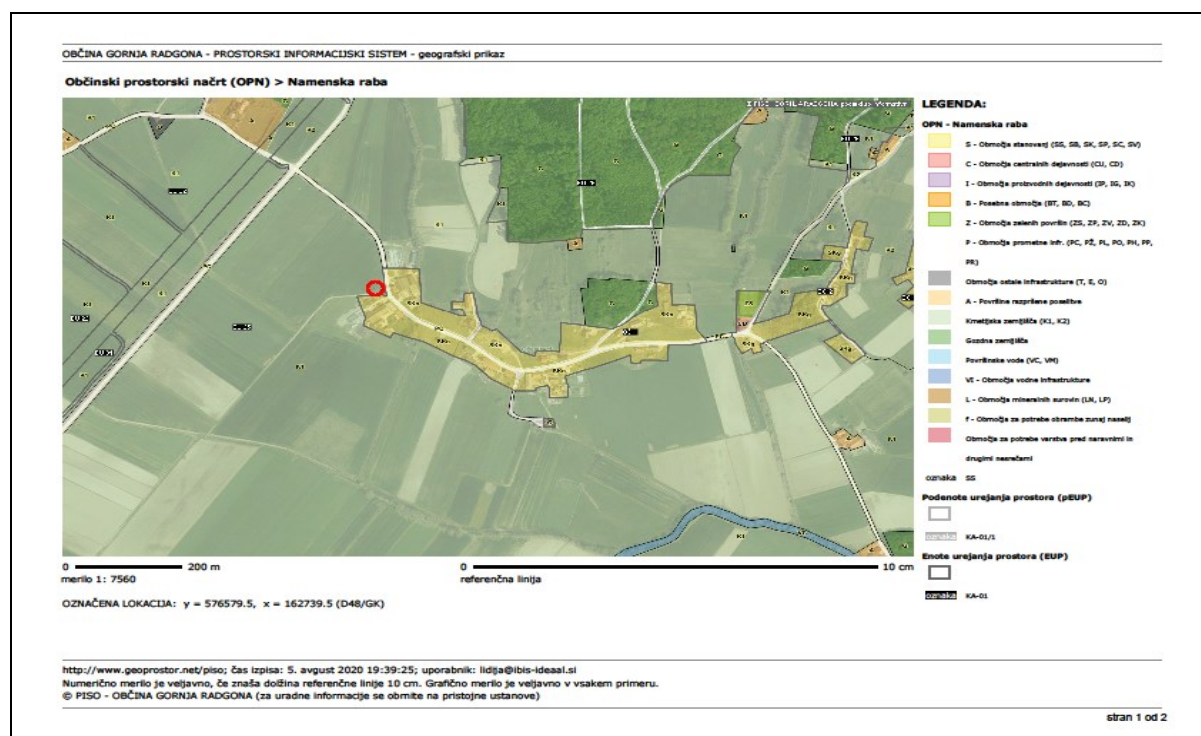 OBČINA GORNJA RADGONA - PROSTORSKI INFORMACIJSKI SISTEM - geografski prikaz
Občinski prostorski načrt (OPN) > Namenska raba
LEGENDA:
OPN - Namenska raba
S - Območja stanovanj (SS, SB, SK, SP, SC, SV)
C - Območja centralnih dejavnosti (CU, CD)
I - Območja proizvodnih dejavnosti (IP, IG, IK)
B - Posebna območja (BT, BD, BC)
Z - Območja zelenih površin (ZS, ZP, ZV, ZD, ZK)
P - Območja prometne infr. (PC, PŽ, PL, PO, PH, PP,
PR)
Območja ostale infrastrukture (T, E, O)
A - Površine razpršene poselitve
Kmetijska zemljišča (K1, K2)
Gozdna zemljišča
Površinske vode (VC, VM)
VI - Območja vodne infrastrukture
L - Območja mineralnih surovin (LN, LP)
f - Območja za potrebe obrambe zunaj naselij
Območja za potrebe varstva pred naravnimi in
drugimi nesrečami
oznaka SS
Podenote urejanja prostora (pEUP)
oznaka KA-01/1
Enote urejanja prostora (EUP)
oznaka KA-01
0 200 m
merilo 1: 7560
0 10 cm
referenčna linija
OZNAČENA LOKACIJA: y = 576579.5, x = 162739.5 (D48/GK)
http://www.geoprostor.net/piso; čas izpisa: 5. avgust 2020 19:39:25; uporabnik: lidija@ibis-ideaal.si
Numerično merilo je veljavno, če znaša dolžina referenčne linije 10 cm. Grafično merilo je veljavno v vsakem primeru.
© PISO - OBČINA GORNJA RADGONA (za uradne informacije se obrnite na pristojne ustanove)
stran 1 od 2